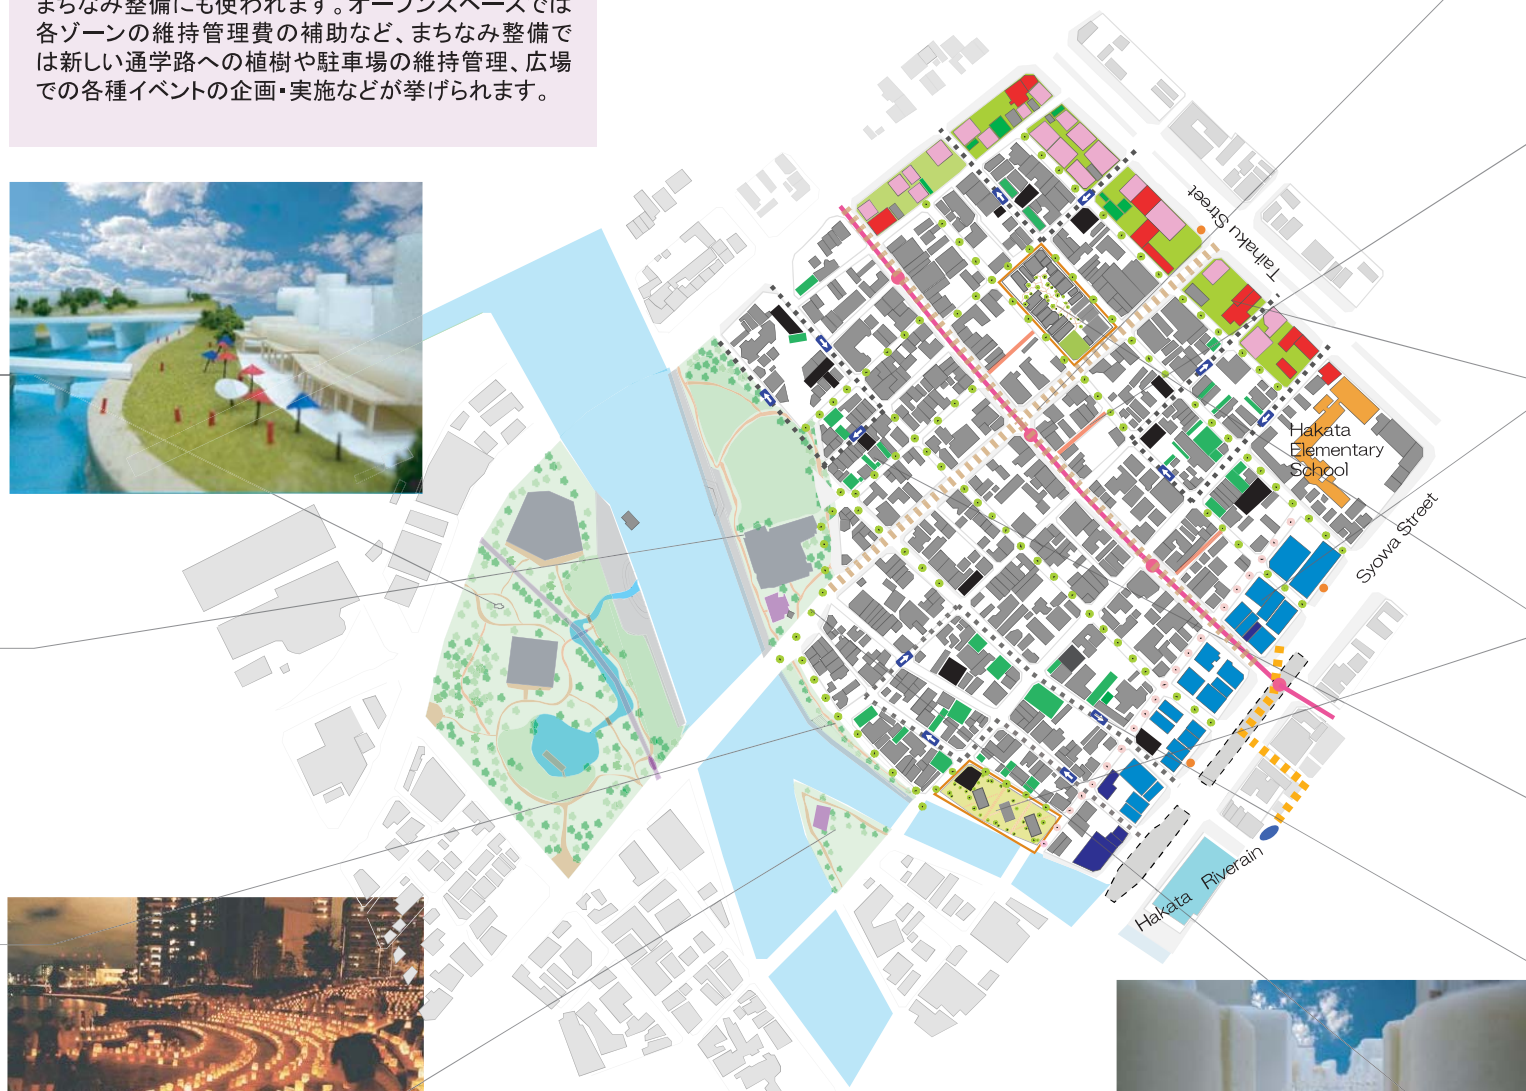 まちなみ整備にも使われます。オープンスペースでは
各ゾーンの維持管理費の補助など、まちなみ整備で
は新しい通学路への植樹や駐車場の維持管理、広場
での各種イベントの企画・実施などが挙げられます。
Taihaku Street
Hakata
Elementary
School
Syowa Street
Hakata Riverain